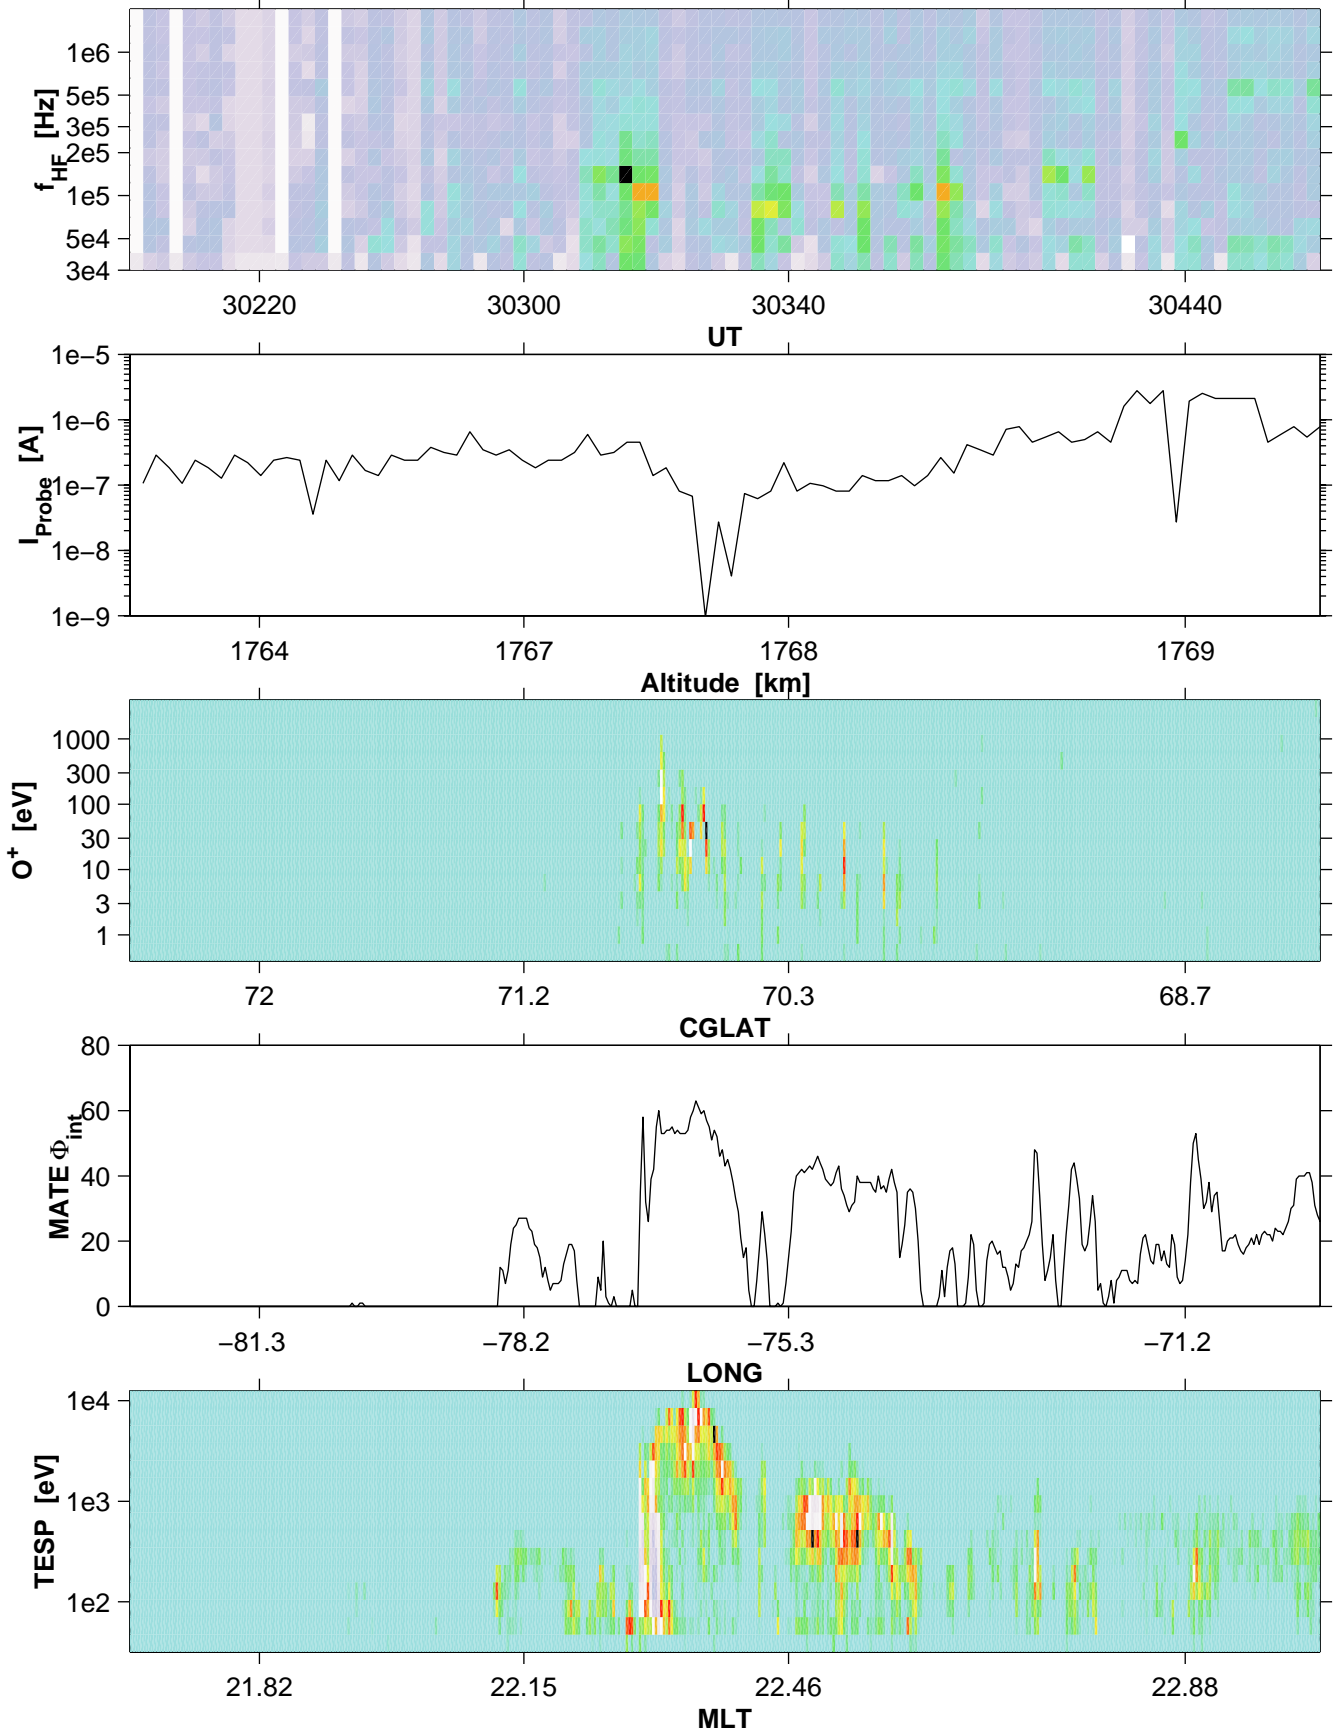 1e6
5e5
3e5
2e5
1e5
5e4
3e4
f_HF [Hz]
30220 30300 30340 30440
UT
1e−5
1e−6
1e−7
1e−8
1e−9
I_Probe [A]
1764 1767 1768 1769
Altitude [km]
1000
300
100
30
10
3
1
O⁺ [eV]
72 71.2 70.3 68.7
CGLAT
80
60
40
20
0
MATE Φ_int
−81.3 −78.2 −75.3 −71.2
LONG
1e4
1e3
1e2
TESP [eV]
21.82 22.15 22.46 22.88
MLT